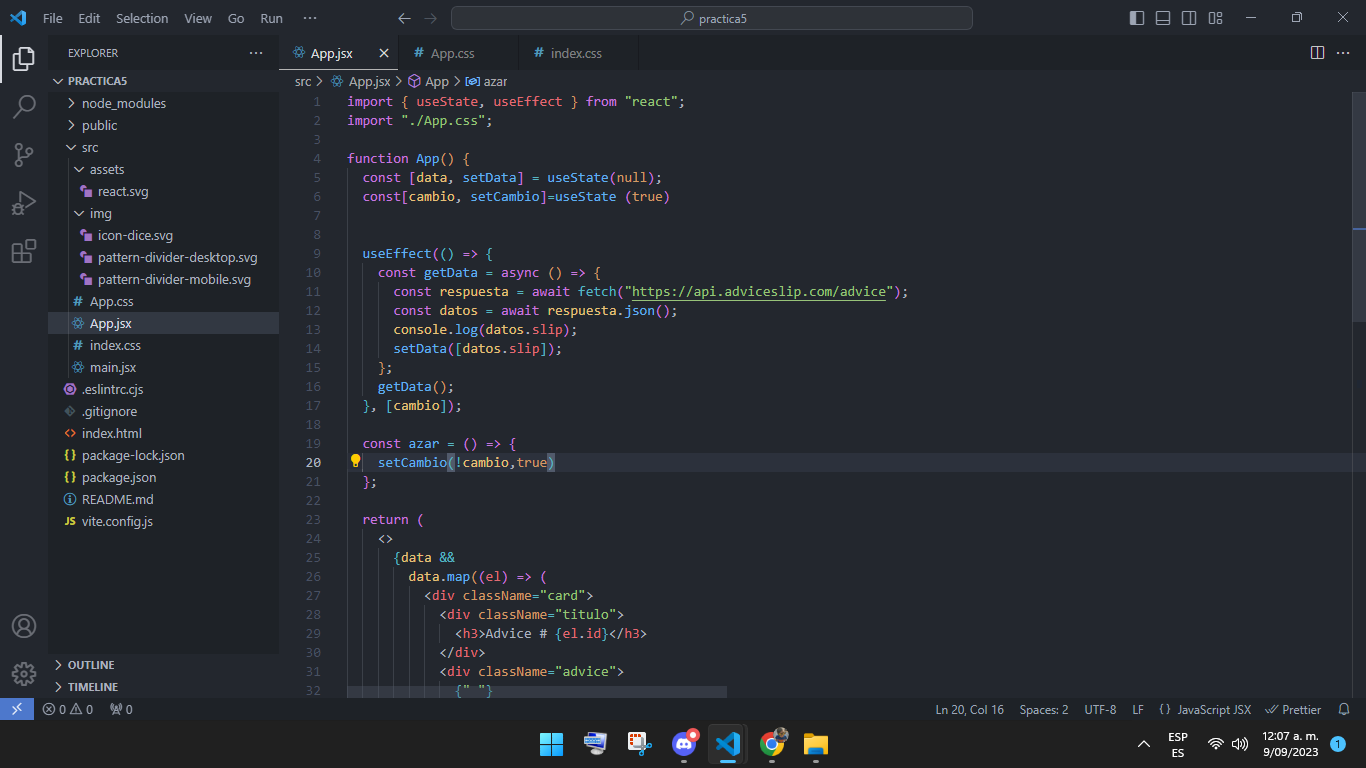 File Edit Selection View Go Run ··· practica5
EXPLORER ···
PRACTICA5
node_modules
public
src
assets
react.svg
img
icon-dice.svg
pattern-divider-desktop.svg
pattern-divider-mobile.svg
# App.css
App.jsx
# index.css
main.jsx
.eslintrc.cjs
.gitignore
<> index.html
{} package-lock.json
{} package.json
README.md
JS vite.config.js
OUTLINE
TIMELINE
App.jsx # App.css # index.css
src > App.jsx > App > azar
1 import { useState, useEffect } from "react";
2 import "./App.css";
3
4 function App() {
5 const [data, setData] = useState(null);
6 const[cambio, setCambio]=useState (true)
7
8
9 useEffect(() => {
10 const getData = async () => {
11 const respuesta = await fetch("https://api.adviceslip.com/advice");
12 const datos = await respuesta.json();
13 console.log(datos.slip);
14 setData([datos.slip]);
15 };
16 getData();
17 }, [cambio]);
18
19 const azar = () => {
20 setCambio(!cambio,true)
21 };
22
23 return (
24 <>
25 {data &&
26 data.map((el) => (
27 <div className="card">
28 <div className="titulo">
29 <h3>Advice # {el.id}</h3>
30 </div>
31 <div className="advice">
32 {" "}
0 0 0 Ln 20, Col 16 Spaces: 2 UTF-8 LF {} JavaScript JSX Prettier
ESP
ES
12:07 a. m.
9/09/2023
1